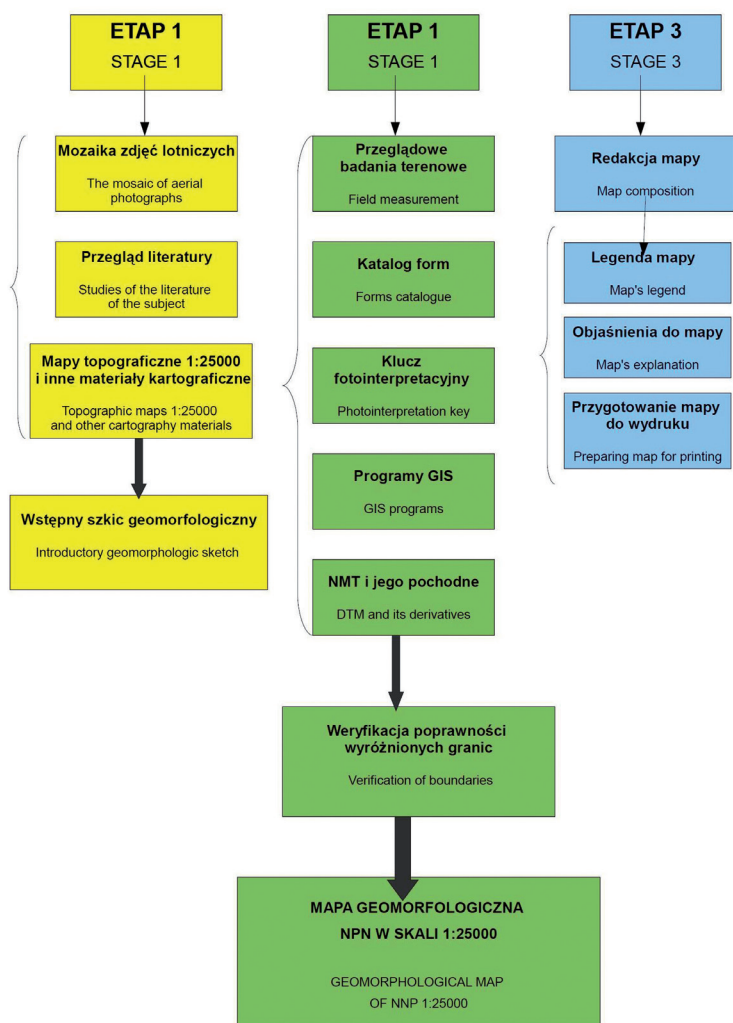 ETAP 1
STAGE 1
Mozaika zdjęć lotniczych
The mosaic of aerial
photographs
Przegląd literatury
Studies of the literature
of the subject
Mapy topograficzne 1:25000
i inne materiały kartograficzne
Topographic maps 1:25000
and other cartography materials
Wstępny szkic geomorfologiczny
Introductory geomorphologic sketch
ETAP 1
STAGE 1
Przeglądowe
badania terenowe
Field measurement
Katalog form
Forms catalogue
Klucz
fotointerpretacyjny
Photointerpretation key
Programy GIS
GIS programs
NMT i jego pochodne
DTM and its derivatives
Weryfikacja poprawności
wyróżnionych granic
Verification of boundaries
MAPA GEOMORFOLOGICZNA
NPN W SKALI 1:25000
GEOMORPHOLOGICAL MAP
OF NNP 1:25000
ETAP 3
STAGE 3
Redakcja mapy
Map composition
Legenda mapy
Map's legend
Objaśnienia do mapy
Map's explanation
Przygotowanie mapy
do wydruku
Preparing map for printing